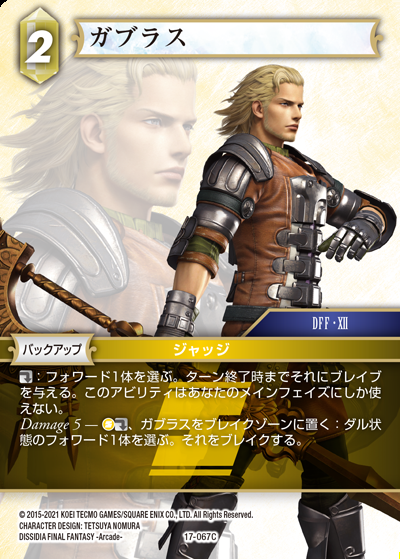 2
ガブラス
DFF・XII
バックアップ
ジャッジ
：フォワード1体を選ぶ。ターン終了時までそれにブレイブ
を与える。このアビリティはあなたのメインフェイズにしか使
えない。
Damage 5 — 、ガブラスをブレイクゾーンに置く：ダル状
態のフォワード1体を選ぶ。それをブレイクする。
© 2015-2021 KOEI TECMO GAMES/SQUARE ENIX CO., LTD. All Rights Reserved.
CHARACTER DESIGN: TETSUYA NOMURA
DISSIDIA FINAL FANTASY -Arcade-
17-067C